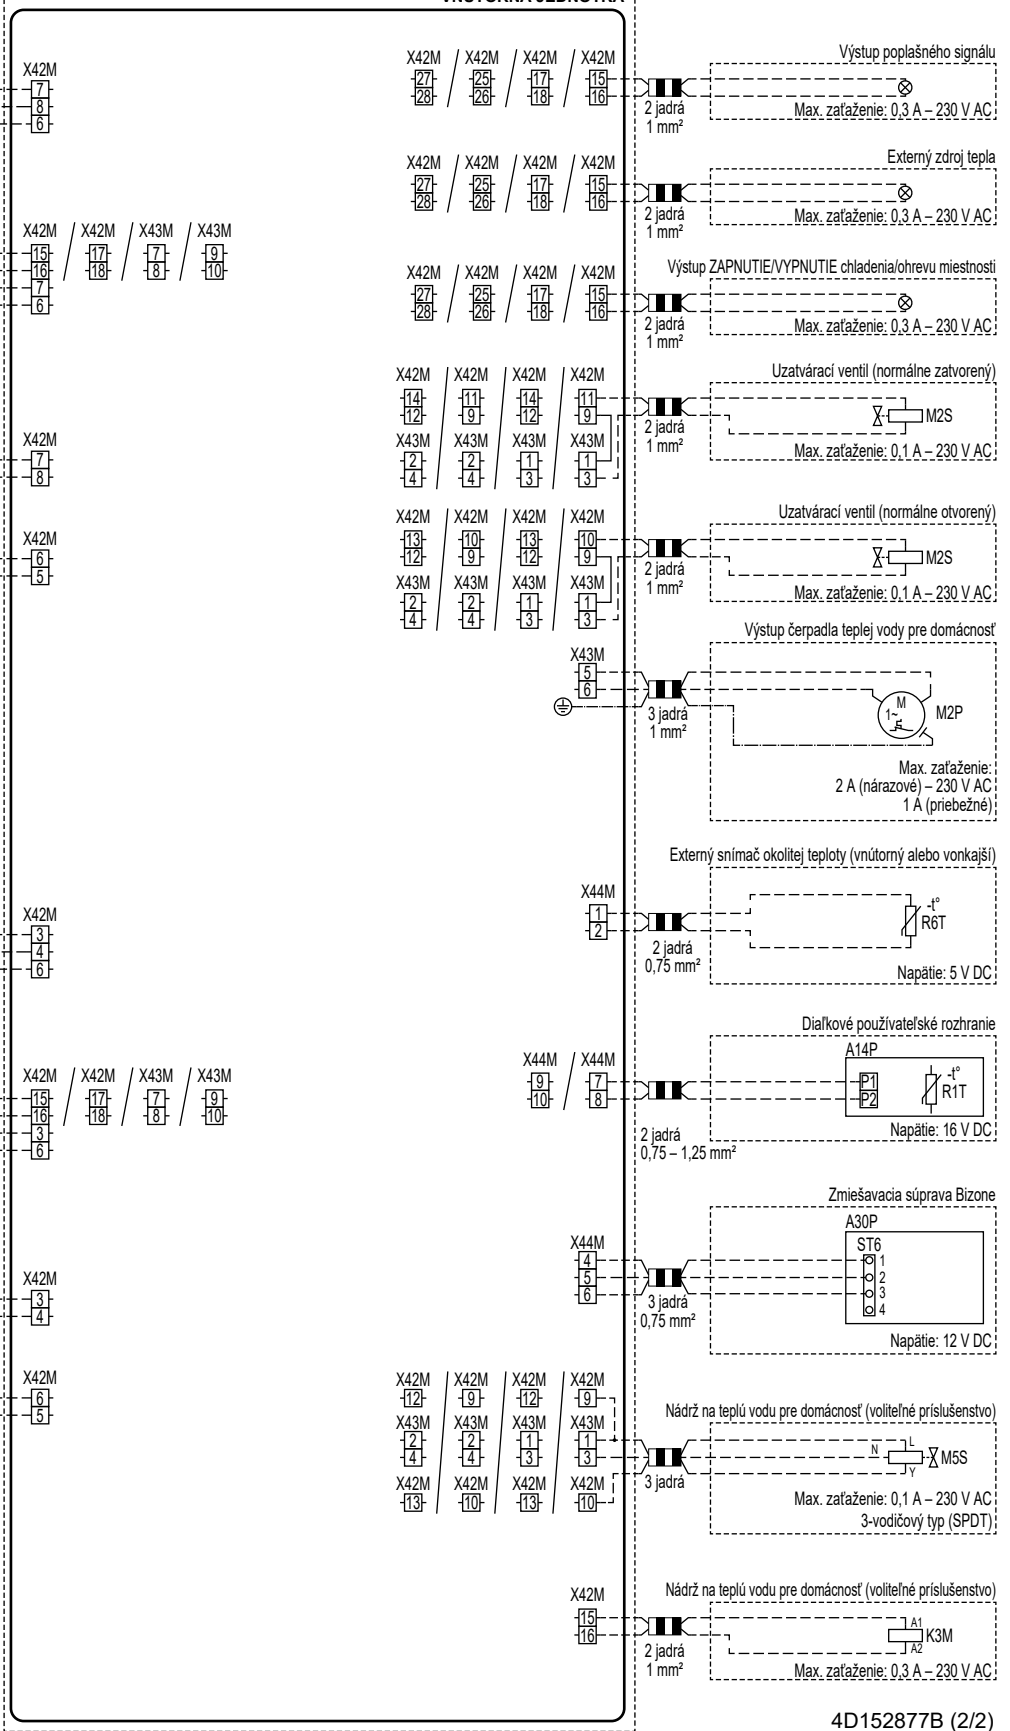 X42M
7
8
6
X42M / X42M / X43M / X43M
15 17 7 9
16 18 8 10
7
6
X42M
7
8
X42M
6
5
X42M
3
4
6
X42M / X42M / X43M / X43M
15 17 7 9
16 18 8 10
3
6
X42M
3
4
X42M
6
5
X42M / X42M / X42M / X42M
27 25 17 15
28 26 18 16
2 jadrá
1 mm²
Výstup poplašného signálu
Max. zaťaženie: 0,3 A – 230 V AC
X42M / X42M / X42M / X42M
27 25 17 15
28 26 18 16
2 jadrá
1 mm²
Externý zdroj tepla
Max. zaťaženie: 0,3 A – 230 V AC
X42M / X42M / X42M / X42M
27 25 17 15
28 26 18 16
2 jadrá
1 mm²
Výstup ZAPNUTIE/VYPNUTIE chladenia/ohrevu miestnosti
Max. zaťaženie: 0,3 A – 230 V AC
X42M / X42M / X42M / X42M
14 11 14 11
12 9 12 9
X43M X43M X43M X43M
2 2 1 1
4 4 3 3
2 jadrá
1 mm²
Uzatvárací ventil (normálne zatvorený)
M2S
Max. zaťaženie: 0,1 A – 230 V AC
X42M / X42M / X42M / X42M
13 10 13 10
12 9 12 9
X43M X43M X43M X43M
2 2 1 1
4 4 3 3
2 jadrá
1 mm²
Uzatvárací ventil (normálne otvorený)
M2S
Max. zaťaženie: 0,1 A – 230 V AC
X43M
5
6
3 jadrá
1 mm²
Výstup čerpadla teplej vody pre domácnosť
M
1~
M2P
Max. zaťaženie:
2 A (nárazové) – 230 V AC
1 A (priebežné)
X44M
1
2
2 jadrá
0,75 mm²
Externý snímač okolitej teploty (vnútorný alebo vonkajší)
-t°
R6T
Napätie: 5 V DC
X44M / X44M
9 7
10 8
2 jadrá
0,75 – 1,25 mm²
Diaľkové používateľské rozhranie
A14P
P1
P2
-t°
R1T
Napätie: 16 V DC
X44M
4
5
6
3 jadrá
0,75 mm²
Zmiešavacia súprava Bizone
A30P
ST6
1
2
3
4
Napätie: 12 V DC
X42M / X42M / X42M / X42M
12 9 12 9
X43M X43M X43M X43M
2 2 1 1
4 4 3 3
X42M X42M X42M X42M
13 10 13 10
3 jadrá
Nádrž na teplú vodu pre domácnosť (voliteľné príslušenstvo)
L
N
Y
M5S
Max. zaťaženie: 0,1 A – 230 V AC
3-vodičový typ (SPDT)
X42M
15
16
2 jadrá
1 mm²
Nádrž na teplú vodu pre domácnosť (voliteľné príslušenstvo)
A1
K3M
A2
Max. zaťaženie: 0,3 A – 230 V AC
4D152877B (2/2)